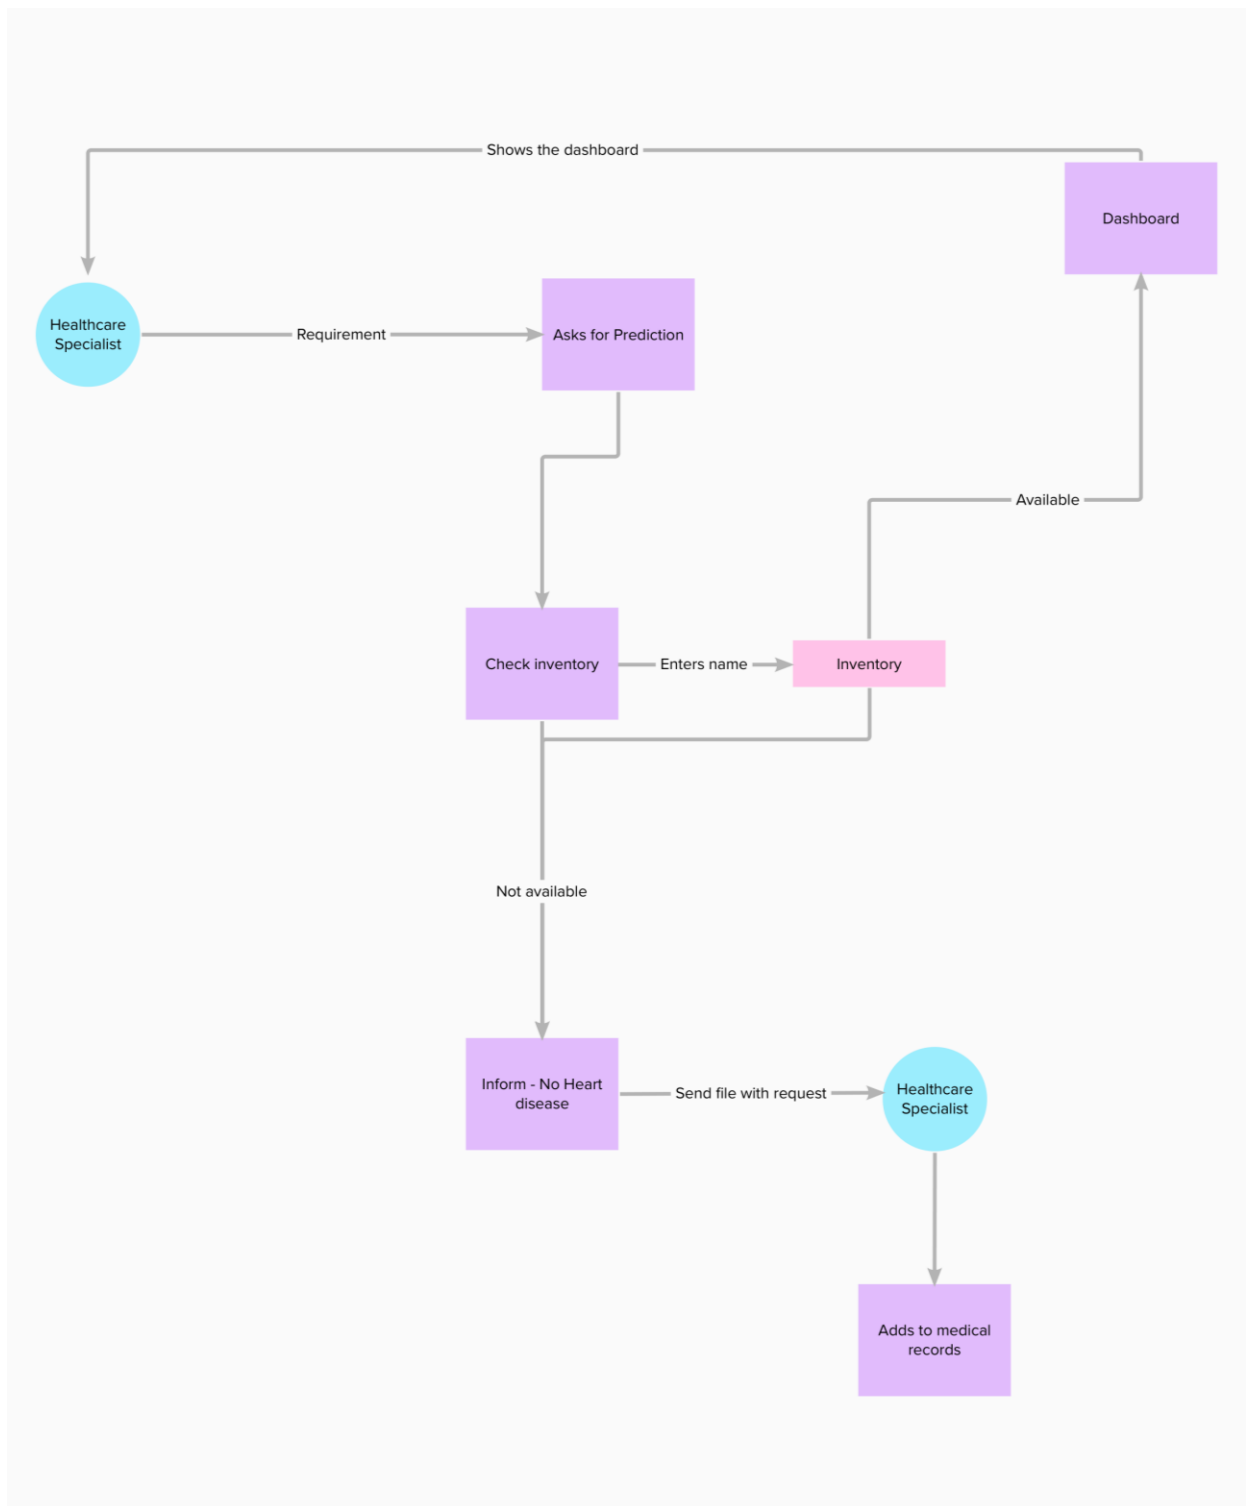 Shows the dashboard
Dashboard
Healthcare
Specialist
Requirement
Asks for Prediction
Available
Check inventory
Enters name
Inventory
Not available
Inform - No Heart
disease
Send file with request
Healthcare
Specialist
Adds to medical
records